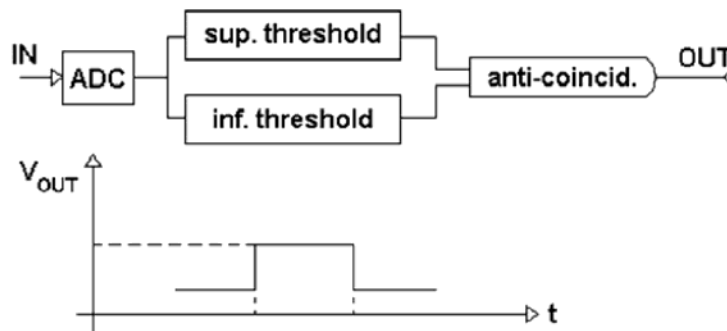 IN
ADC
sup. threshold
inf. threshold
anti-coincid.
OUT
VOUT
t